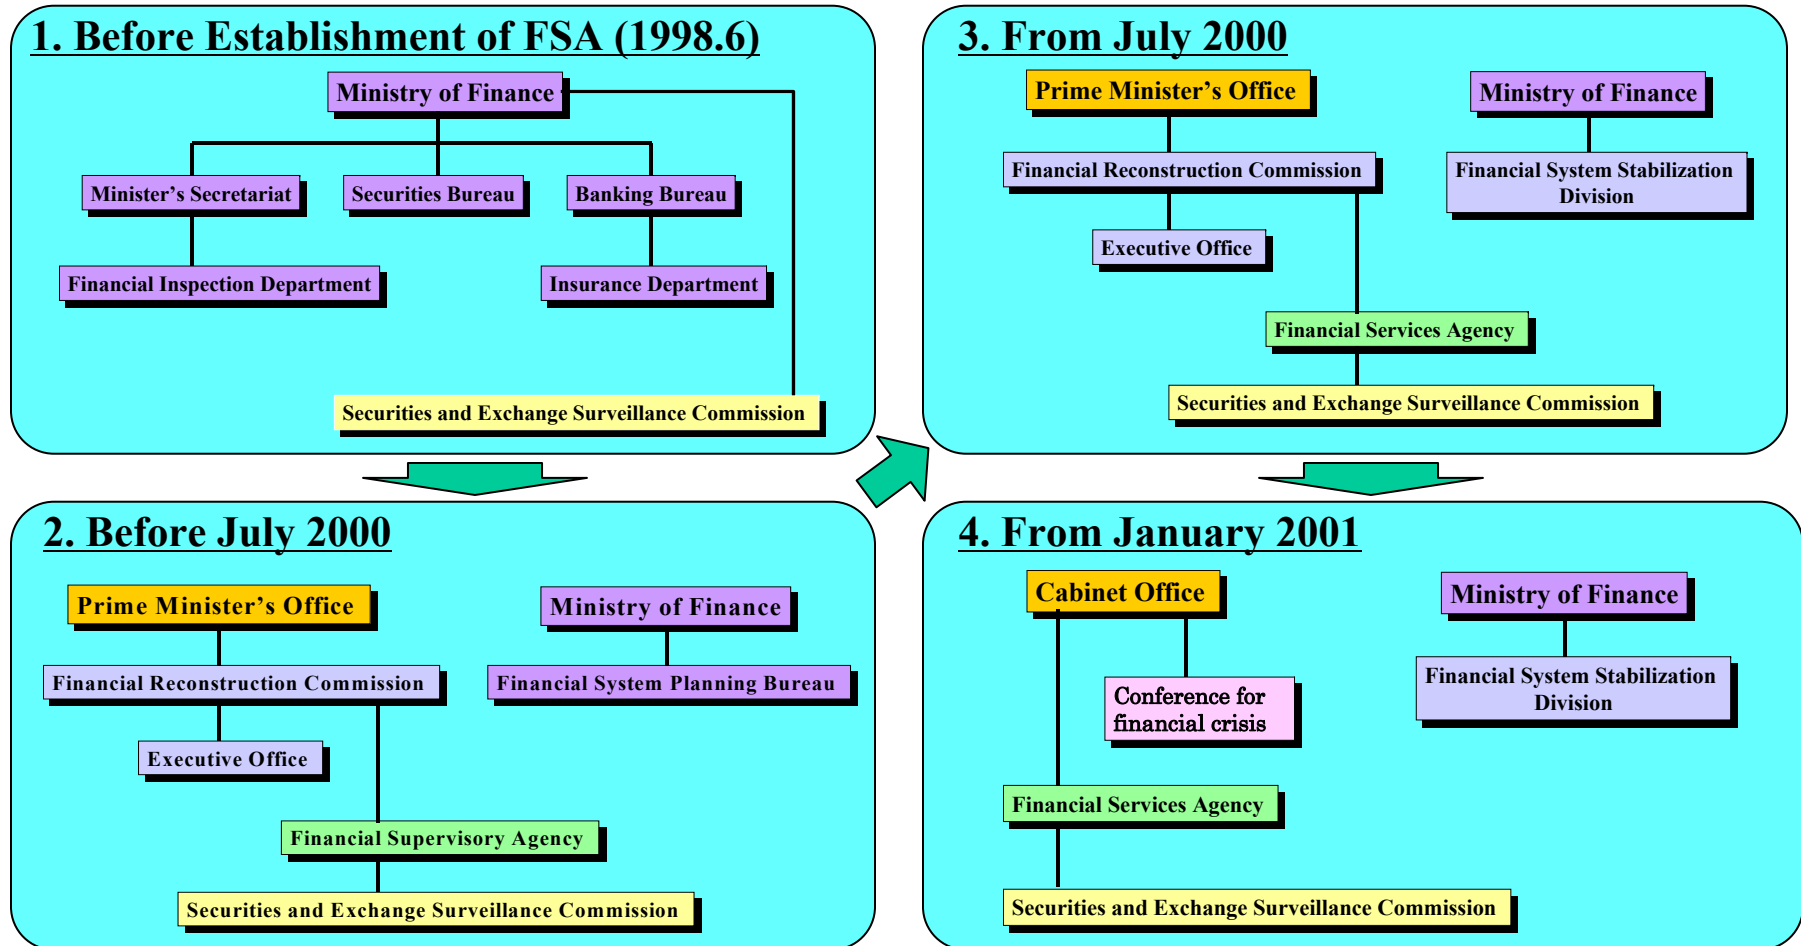 1. Before Establishment of FSA (1998.6)
Ministry of Finance
Minister’s Secretariat
Securities Bureau
Banking Bureau
Financial Inspection Department
Insurance Department
Securities and Exchange Surveillance Commission
2. Before July 2000
Prime Minister’s Office
Ministry of Finance
Financial Reconstruction Commission
Financial System Planning Bureau
Executive Office
Financial Supervisory Agency
Securities and Exchange Surveillance Commission
3. From July 2000
Prime Minister’s Office
Ministry of Finance
Financial Reconstruction Commission
Financial System Stabilization
Division
Executive Office
Financial Services Agency
Securities and Exchange Surveillance Commission
4. From January 2001
Cabinet Office
Ministry of Finance
Conference for
financial crisis
Financial System Stabilization
Division
Financial Services Agency
Securities and Exchange Surveillance Commission